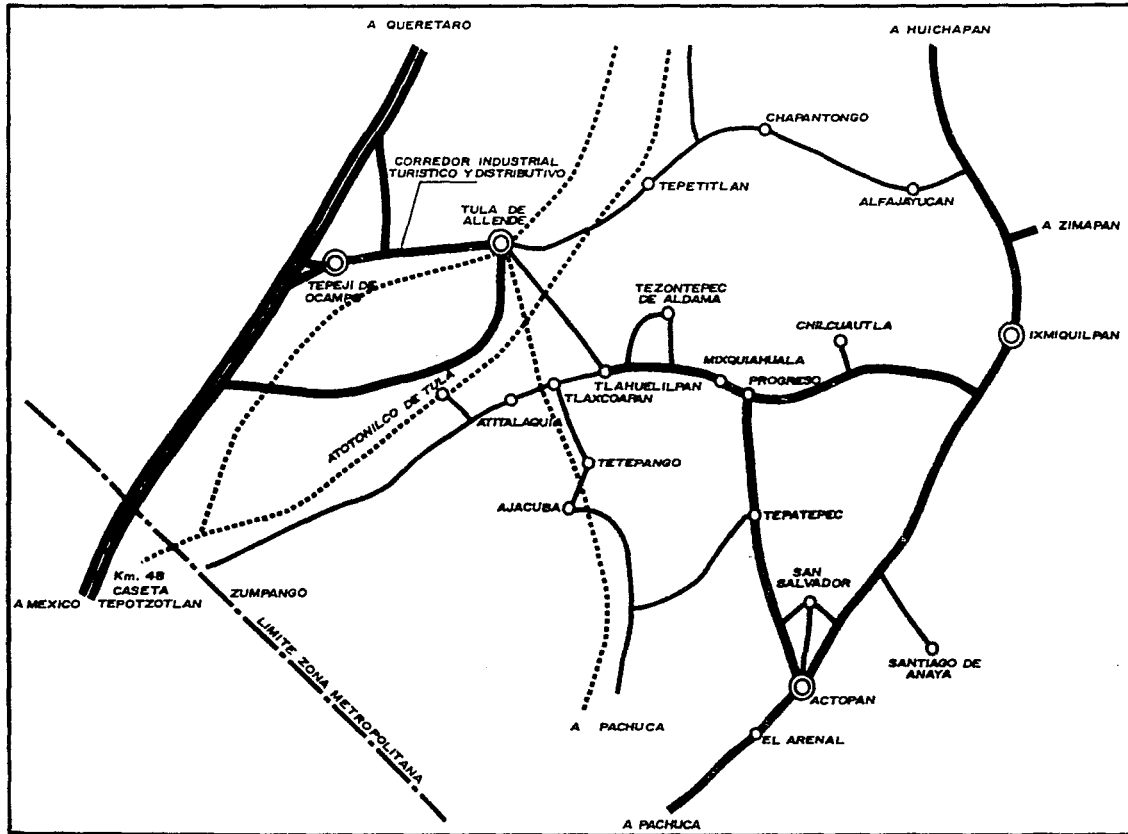 A QUERETARO
A HUICHAPAN
CHAPANTONGO
CORREDOR INDUSTRIAL
TURISTICO Y DISTRIBUTIVO
TEPETITLAN
ALFAJAYUCAN
TULA DE
ALLENDE
A ZIMAPAN
TEPEJI DE
OCAMPO
TEZONTEPEC
DE ALDAMA
CHILCUAUTLA
IXMIQUILPAN
MIXQUIAHUALA
PROGRESO
TLAHUELILPAN
TLAXCOAPAN
ATITALAQUIA
ATOTONILCO DE TULA
TETEPANGO
AJACUBA
TEPATEPEC
SAN
SALVADOR
Km. 48
CASETA
TEPOTZOTLAN
A MEXICO
ZUMPANGO
LIMITE ZONA METROPOLITANA
SANTIAGO DE
ANAYA
ACTOPAN
A PACHUCA
EL ARENAL
A PACHUCA